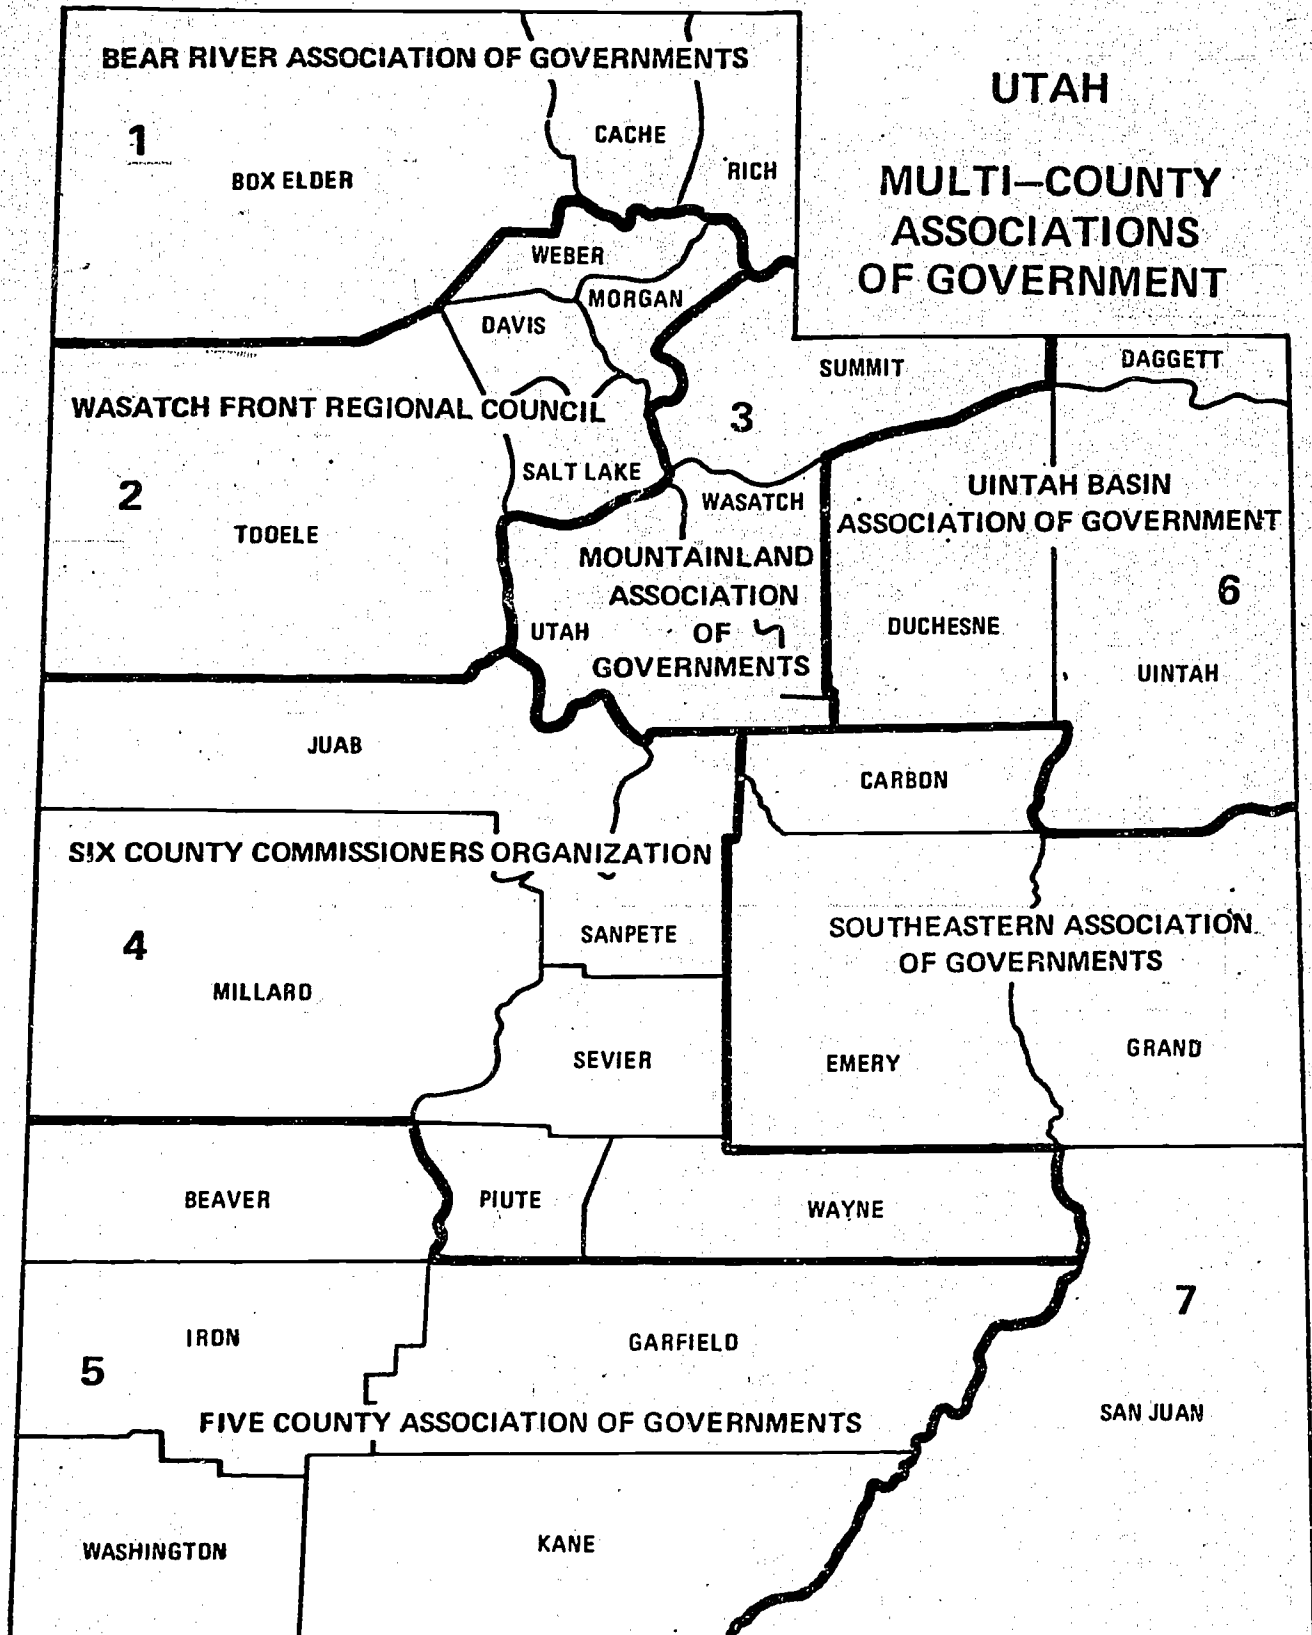 BEAR RIVER ASSOCIATION OF GOVERNMENTS
UTAH
MULTI–COUNTY
ASSOCIATIONS
OF GOVERNMENT
1
BOX ELDER
CACHE
RICH
WEBER
MORGAN
DAVIS
SUMMIT
DAGGETT
WASATCH FRONT REGIONAL COUNCIL
3
2
TOOELE
SALT LAKE
WASATCH
UINTAH BASIN
ASSOCIATION OF GOVERNMENT
6
MOUNTAINLAND
ASSOCIATION
OF
GOVERNMENTS
UTAH
DUCHESNE
UINTAH
JUAB
CARBON
SIX COUNTY COMMISSIONERS ORGANIZATION
4
MILLARD
SANPETE
SOUTHEASTERN ASSOCIATION
OF GOVERNMENTS
SEVIER
EMERY
GRAND
BEAVER
PIUTE
WAYNE
7
IRON
GARFIELD
5
FIVE COUNTY ASSOCIATION OF GOVERNMENTS
SAN JUAN
WASHINGTON
KANE